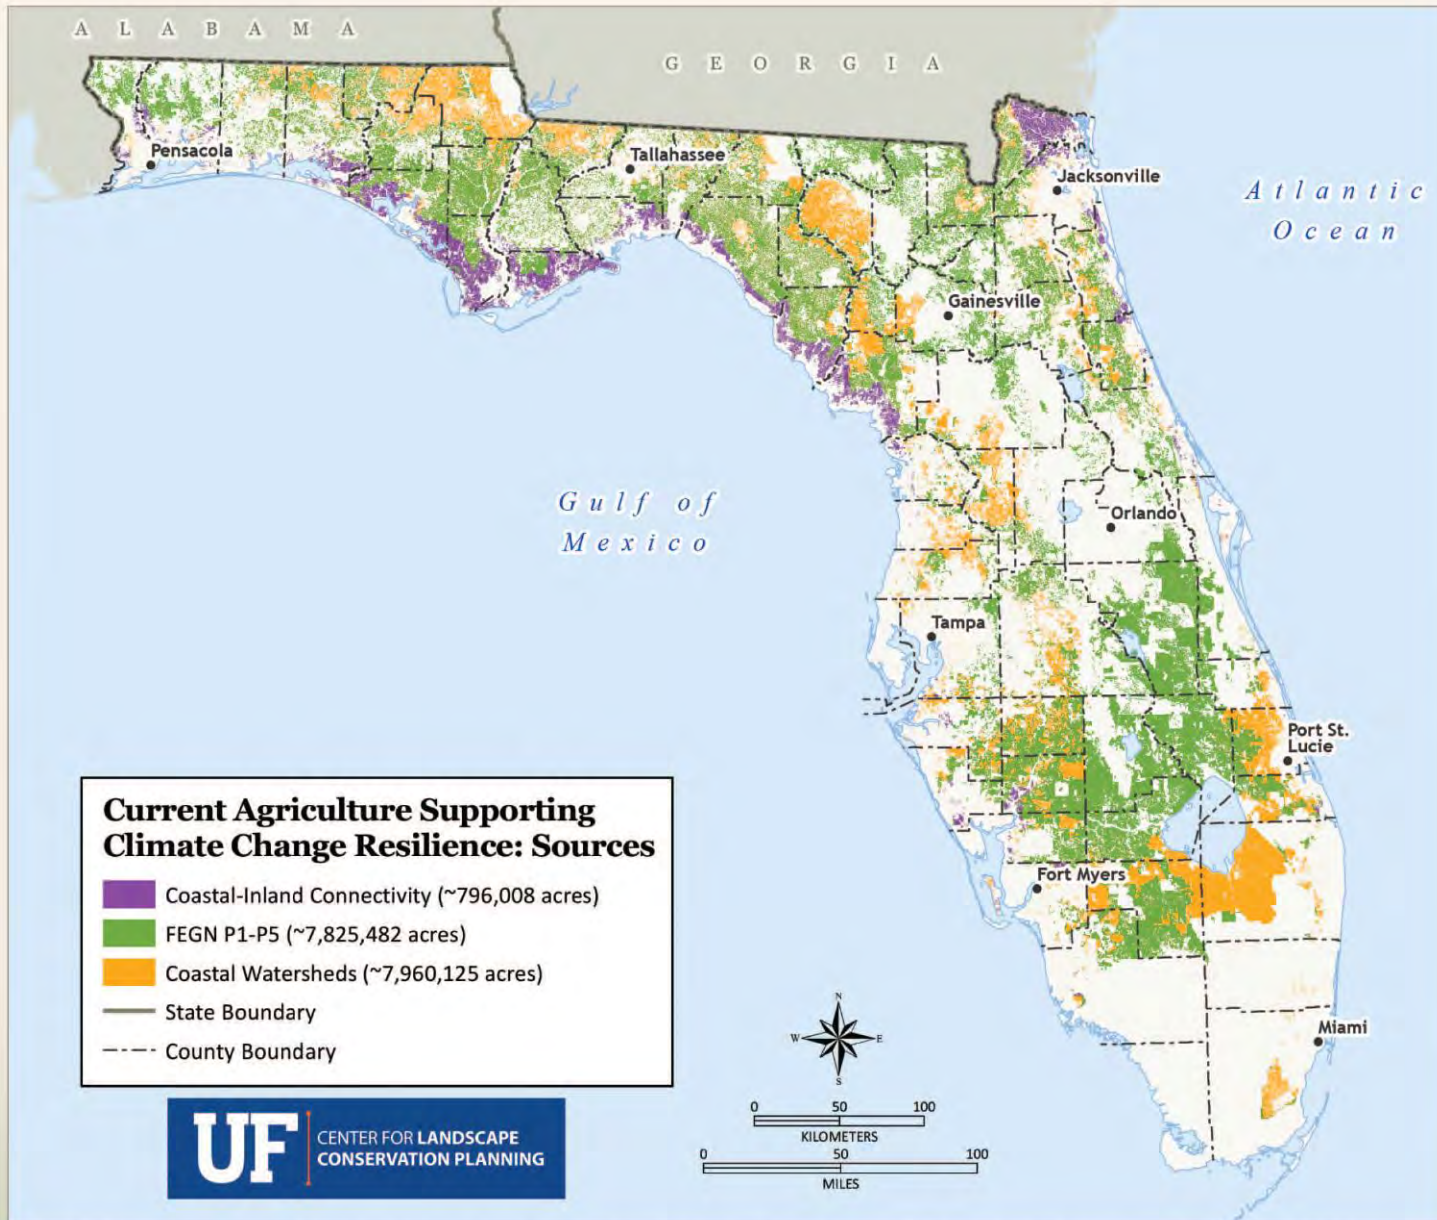 ALABAMA
GEORGIA
Pensacola
Tallahassee
Jacksonville
Atlantic
Ocean
Gainesville
Gulf of
Mexico
Orlando
Tampa
Port St.
Lucie
Fort Myers
Miami
Current Agriculture Supporting
Climate Change Resilience: Sources
Coastal-Inland Connectivity (~796,008 acres)
FEGN P1-P5 (~7,825,482 acres)
Coastal Watersheds (~7,960,125 acres)
State Boundary
County Boundary
N
W E
S
0 50 100
KILOMETERS
0 50 100
MILES
UF CENTER FOR LANDSCAPE
CONSERVATION PLANNING